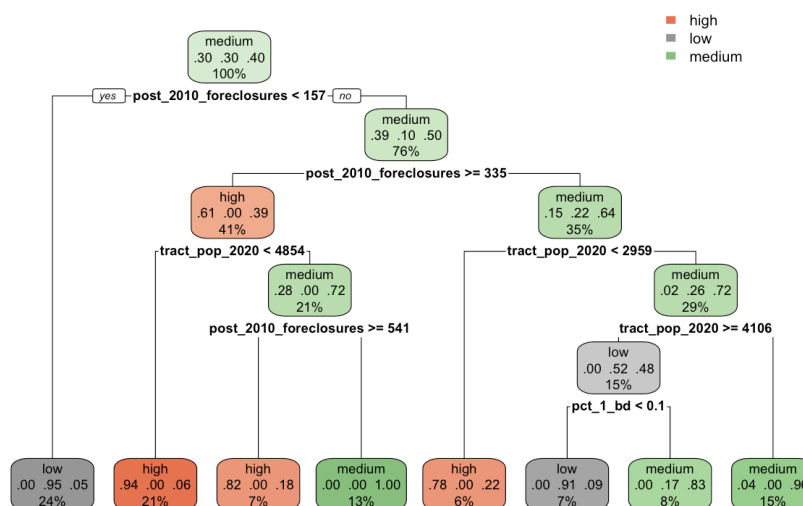 high
low
medium
medium
.30 .30 .40
100%
yes
post_2010_foreclosures < 157
no
medium
.39 .10 .50
76%
post_2010_foreclosures >= 335
high
.61 .00 .39
41%
medium
.15 .22 .64
35%
tract_pop_2020 < 4854
tract_pop_2020 < 2959
medium
.28 .00 .72
21%
medium
.02 .26 .72
29%
post_2010_foreclosures >= 541
tract_pop_2020 >= 4106
low
.00 .52 .48
15%
pct_1_bd < 0.1
low
.00 .95 .05
24%
high
.94 .00 .06
21%
high
.82 .00 .18
7%
medium
.00 .00 1.00
13%
high
.78 .00 .22
6%
low
.00 .91 .09
7%
medium
.00 .17 .83
8%
medium
.04 .00
15%